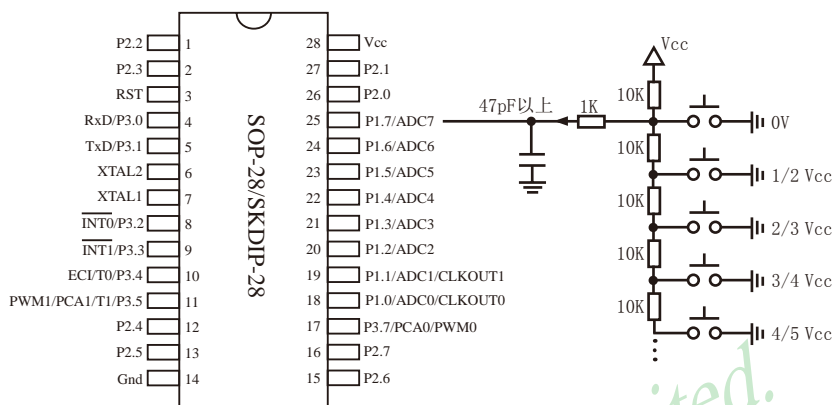 P2.2 1
P2.3 2
RST 3
RxD/P3.0 4
TxD/P3.1 5
XTAL2 6
XTAL1 7
INT0/P3.2 8
INT1/P3.3 9
ECI/T0/P3.4 10
PWM1/PCA1/T1/P3.5 11
P2.4 12
P2.5 13
Gnd 14
SOP-28/SKDIP-28
28 Vcc
27 P2.1
26 P2.0
25 P1.7/ADC7
24 P1.6/ADC6
23 P1.5/ADC5
22 P1.4/ADC4
21 P1.3/ADC3
20 P1.2/ADC2
19 P1.1/ADC1/CLKOUT1
18 P1.0/ADC0/CLKOUT0
17 P3.7/PCA0/PWM0
16 P2.7
15 P2.6
47pF以上
1K
Vcc
10K
0V
10K
1/2 Vcc
10K
2/3 Vcc
10K
3/4 Vcc
10K
4/5 Vcc